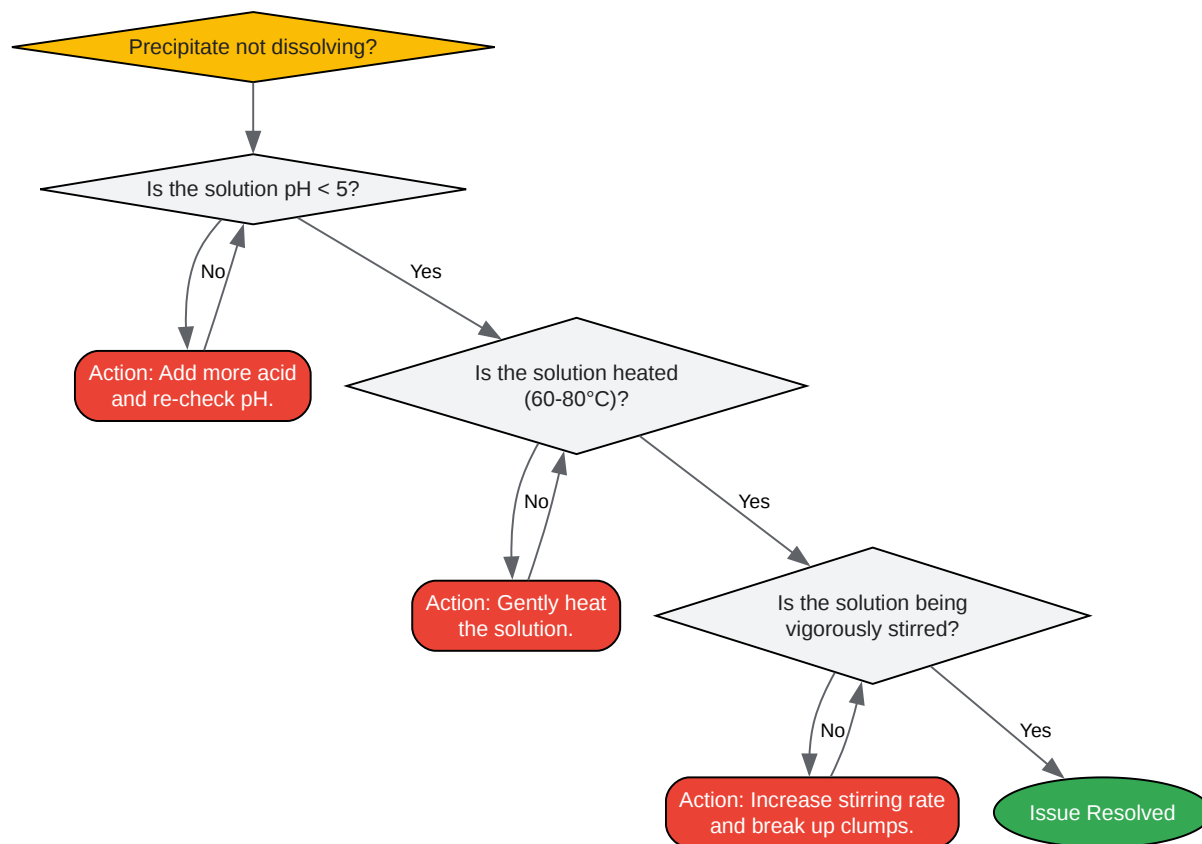 Precipitate not dissolving?
Is the solution pH < 5?
No
Yes
Action: Add more acid
and re-check pH.
Is the solution heated
(60-80°C)?
No
Yes
Action: Gently heat
the solution.
Is the solution being
vigorously stirred?
No
Yes
Action: Increase stirring rate
and break up clumps.
Issue Resolved